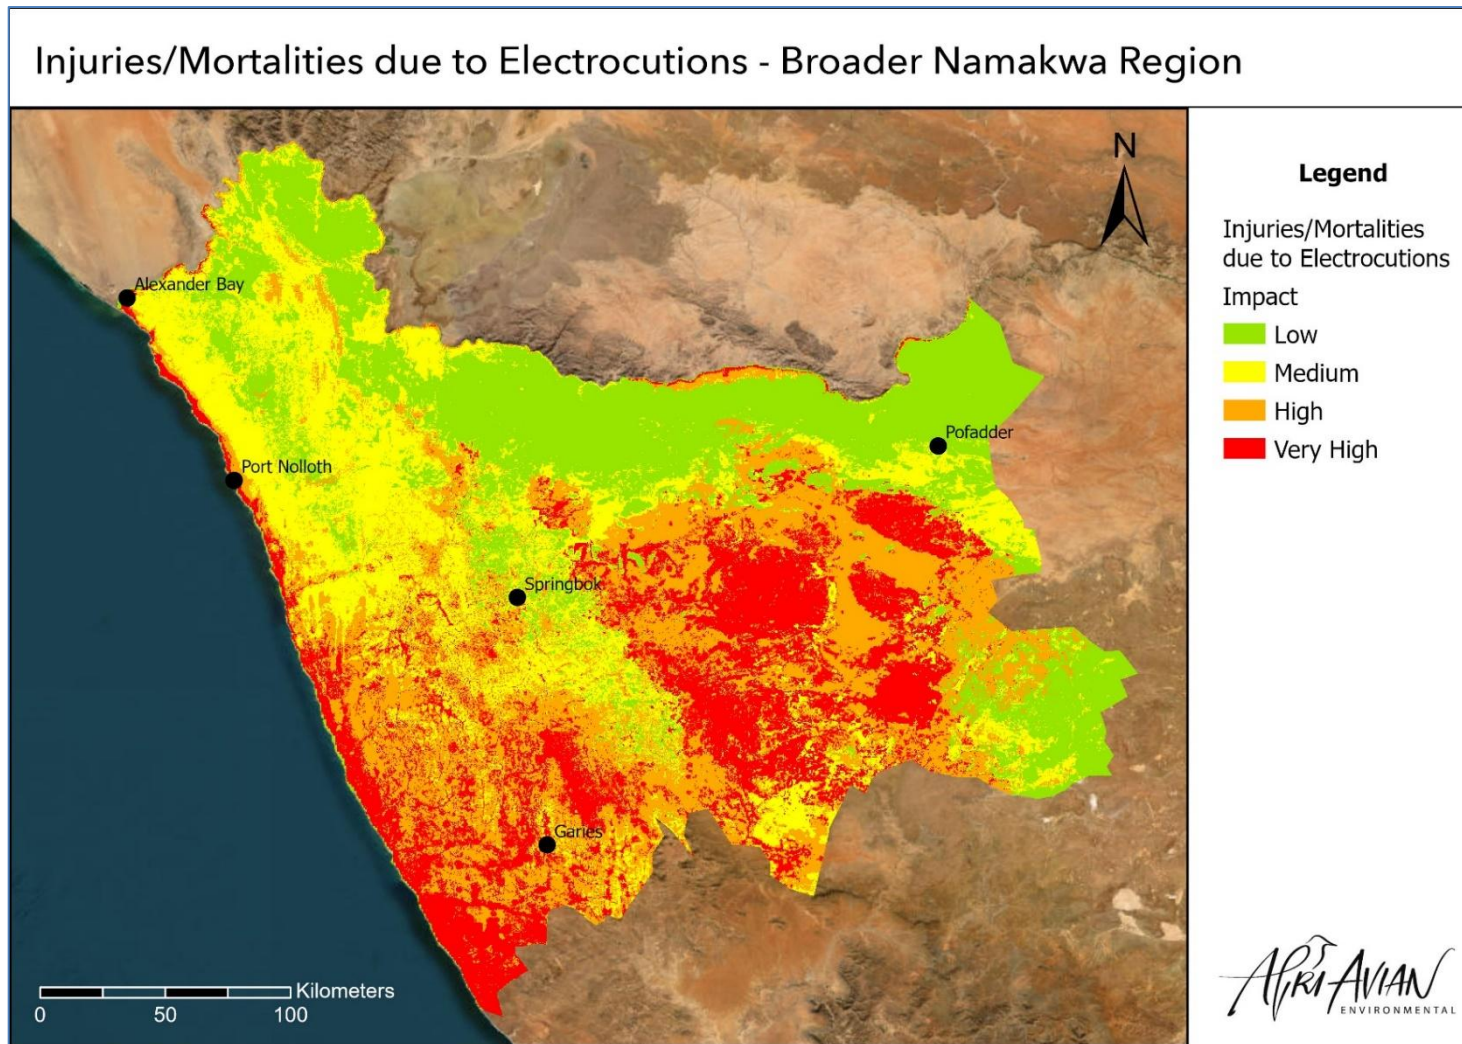 Injuries/Mortalities due to Electrocutions - Broader Namakwa Region
N
Alexander Bay
Port Nolloth
Pofadder
Springbok
Garies
Kilometers
0 50 100
Legend
Injuries/Mortalities
due to Electrocutions
Impact
Low
Medium
High
Very High
AfriAvian
ENVIRONMENTAL